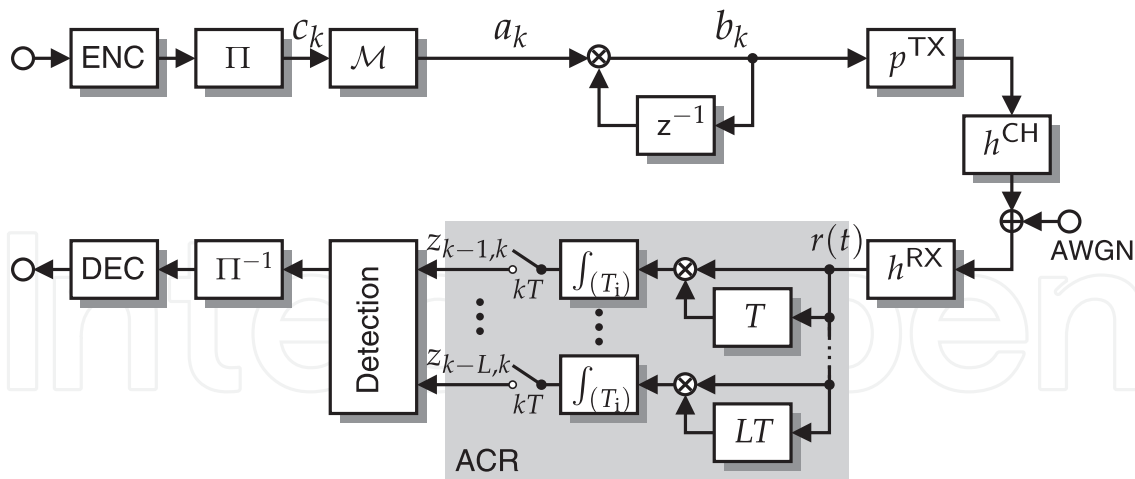 c_k a_k b_k
ENC Π ℳ p^TX
z^−1
h^CH
AWGN
DEC Π^−1 Detection z_{k−1,k} kT ∫_(T_i) r(t) h^RX
T
z_{k−L,k} kT ∫_(T_i)
LT
ACR